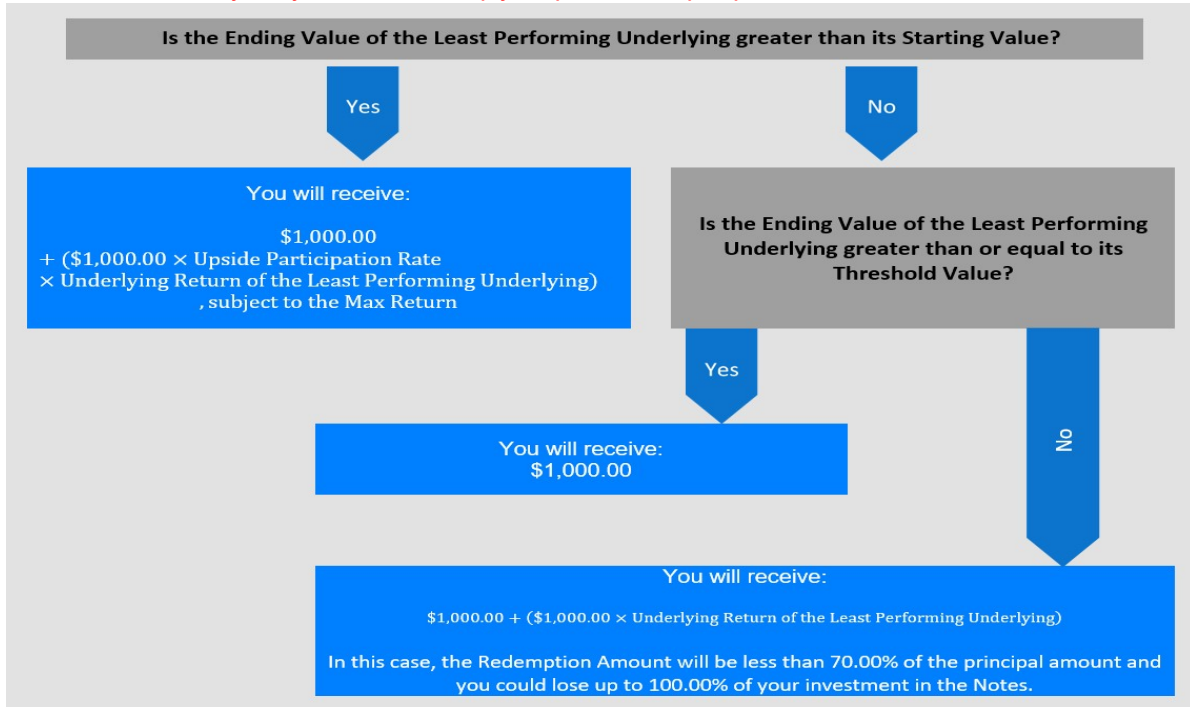 Is the Ending Value of the Least Performing Underlying greater than its Starting Value?
Yes
No
You will receive:
$1,000.00
+ ($1,000.00 × Upside Participation Rate
× Underlying Return of the Least Performing Underlying)
, subject to the Max Return
Is the Ending Value of the Least Performing
Underlying greater than or equal to its
Threshold Value?
Yes
No
You will receive:
$1,000.00
You will receive:
$1,000.00 + ($1,000.00 × Underlying Return of the Least Performing Underlying)
In this case, the Redemption Amount will be less than 70.00% of the principal amount and
you could lose up to 100.00% of your investment in the Notes.